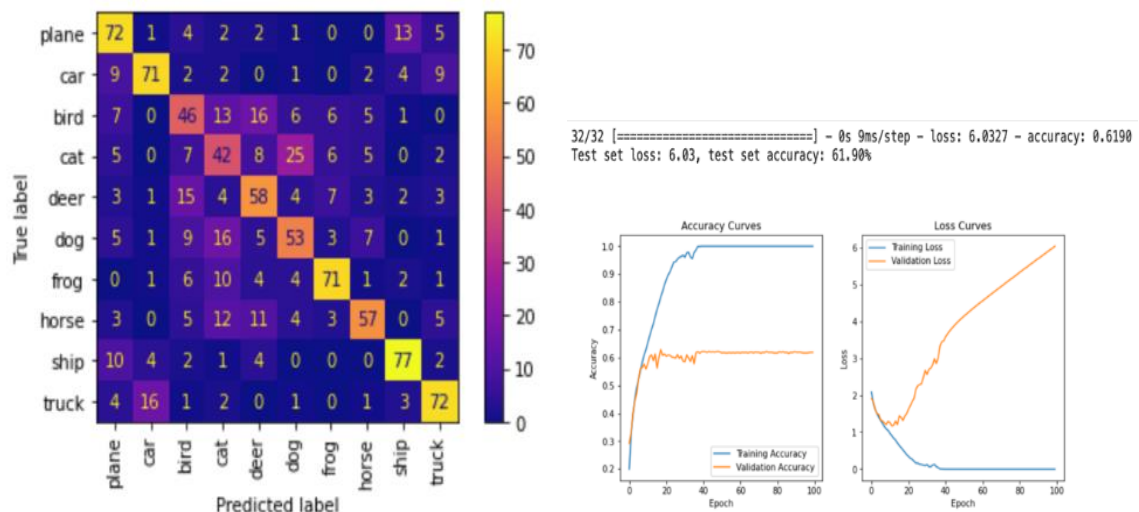 True label
plane 72 1 4 2 2 1 0 0 13 5
car 9 71 2 2 0 1 0 2 4 9
bird 7 0 46 13 16 6 6 5 1 0
cat 5 0 7 42 8 25 6 5 0 2
deer 3 1 15 4 58 4 7 3 2 3
dog 5 1 9 16 5 53 3 7 0 1
frog 0 1 6 10 4 4 71 1 2 1
horse 3 0 5 12 11 4 3 57 0 5
ship 10 4 2 1 4 0 0 0 77 2
truck 4 16 1 2 0 1 0 1 3 72
plane car bird cat deer dog frog horse ship truck
Predicted label
70
60
50
40
30
20
10
0
32/32 [==============================] - 0s 9ms/step - loss: 6.0327 - accuracy: 0.6190
Test set loss: 6.03, test set accuracy: 61.90%
Accuracy Curves
Accuracy
1.0
0.9
0.8
0.7
0.6
0.5
0.4
0.3
0.2
Training Accuracy
Validation Accuracy
0 20 40 60 80 100
Epoch
Loss Curves
Training Loss
Validation Loss
Loss
6
5
4
3
2
1
0
0 20 40 60 80 100
Epoch